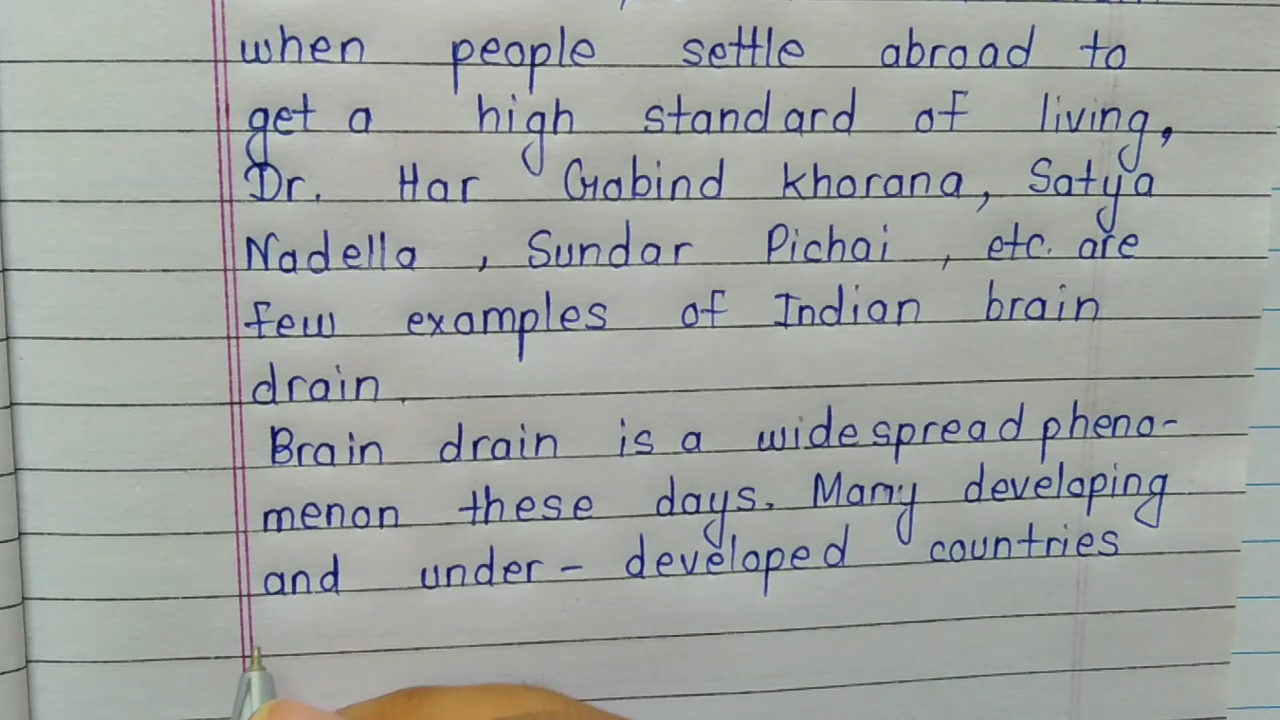 when people settle abroad to
get a high standard of living,
Dr. Har Gobind Khorana, Satya
Nadella, Sundar Pichai, etc. are
few examples of Indian brain
drain.
Brain drain is a widespread pheno-
menon these days. Many developing
and under-developed countries